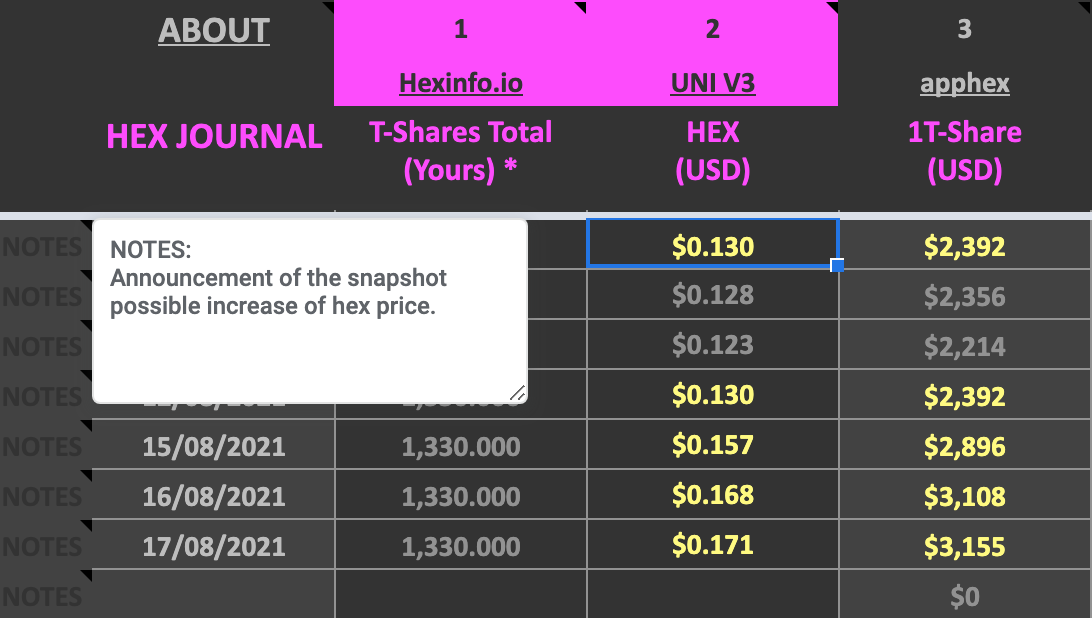 ABOUT 1 2 3
Hexinfo.io UNI V3 apphex
HEX JOURNAL T-Shares Total HEX 1T-Share
(Yours) * (USD) (USD)
NOTES $0.130 $2,392
NOTES:
Announcement of the snapshot
possible increase of hex price.
NOTES $0.128 $2,356
NOTES $0.123 $2,214
NOTES $0.130 $2,392
NOTES 15/08/2021 1,330.000 $0.157 $2,896
NOTES 16/08/2021 1,330.000 $0.168 $3,108
NOTES 17/08/2021 1,330.000 $0.171 $3,155
NOTES $0